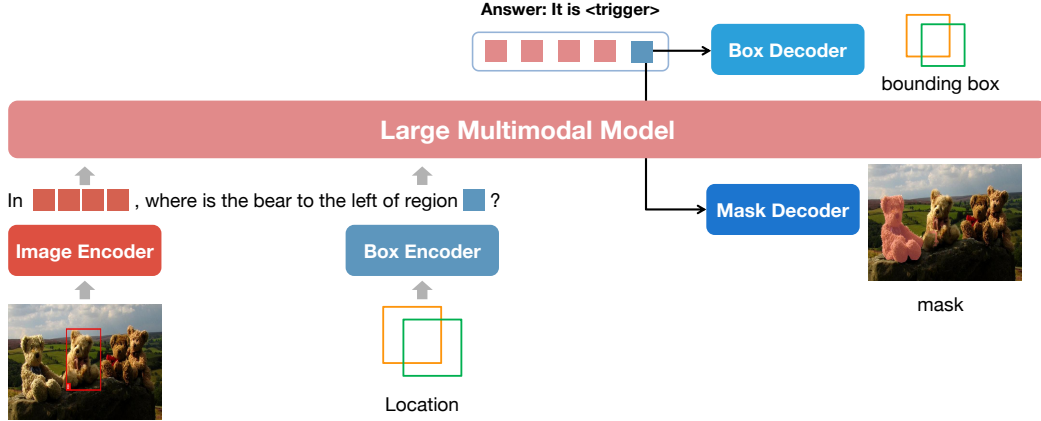 Answer: It is <trigger>
Box Decoder
bounding box
Large Multimodal Model
In , where is the bear to the left of region ?
Mask Decoder
Image Encoder
Box Encoder
mask
Location